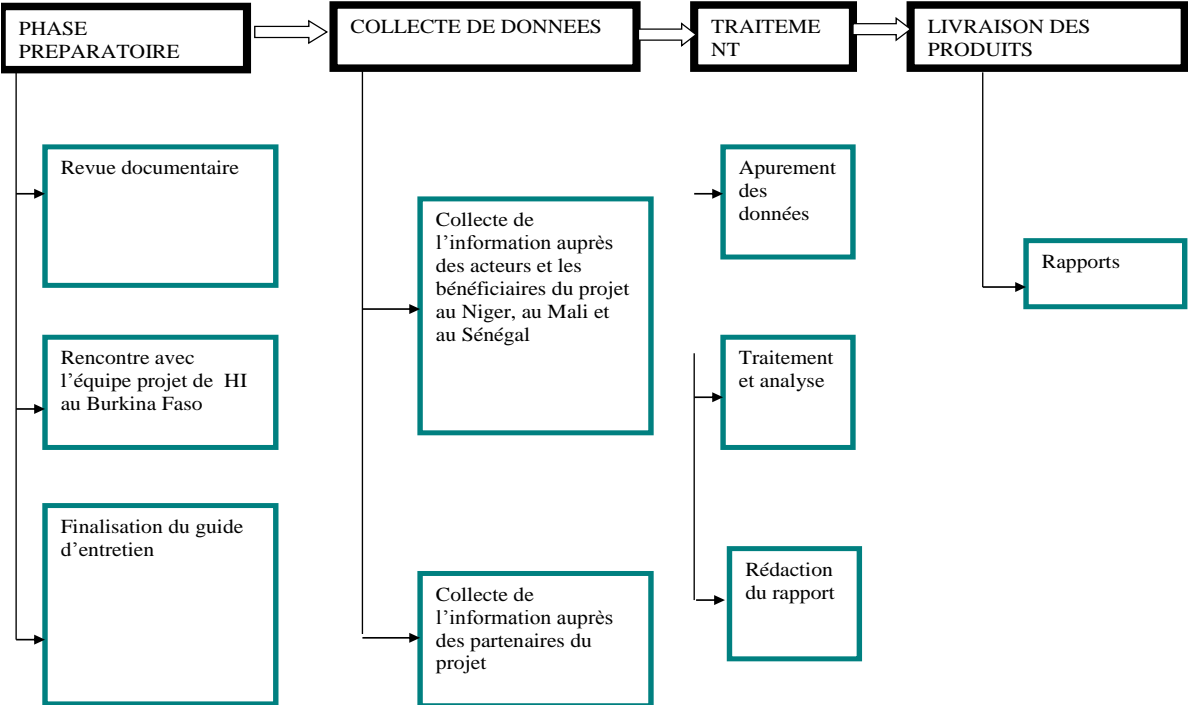 PHASE
PREPARATOIRE
COLLECTE DE DONNEES
TRAITEME
NT
LIVRAISON DES
PRODUITS
Revue documentaire
Rencontre avec
l’équipe projet de HI
au Burkina Faso
Finalisation du guide
d’entretien
Collecte de
l’information auprès
des acteurs et les
bénéficiaires du projet
au Niger, au Mali et
au Sénégal
Collecte de
l’information auprès
des partenaires du
projet
Apurement
des
données
Traitement
et analyse
Rédaction
du rapport
Rapports